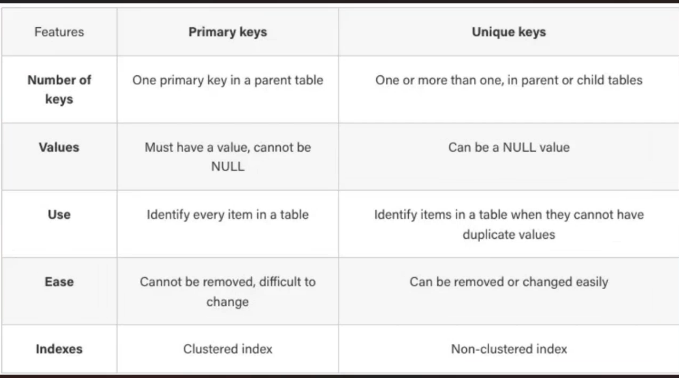 Features Primary keys Unique keys
Number of keys One primary key in a parent table One or more than one, in parent or child tables
Values Must have a value, cannot be NULL Can be a NULL value
Use Identify every item in a table Identify items in a table when they cannot have duplicate values
Ease Cannot be removed, difficult to change Can be removed or changed easily
Indexes Clustered index Non-clustered index